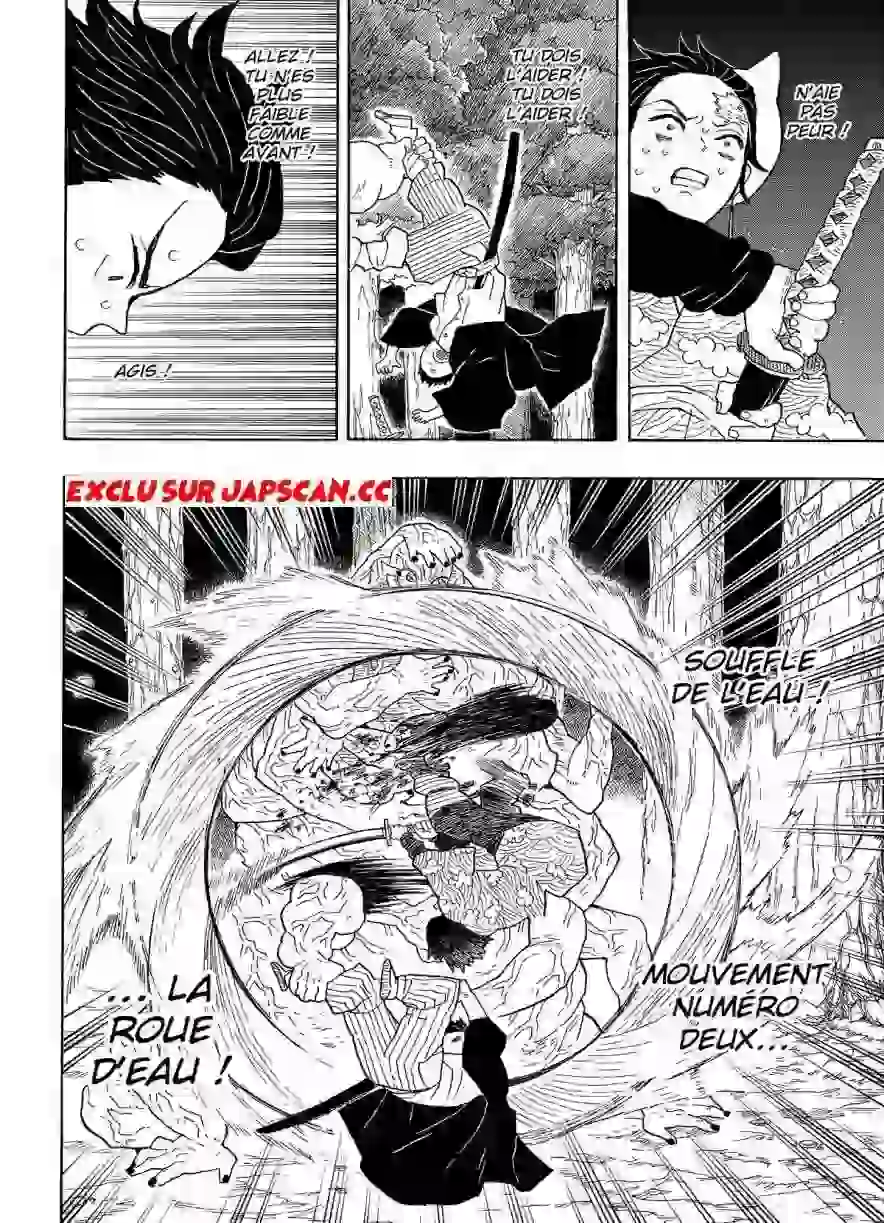 N'AIE
PAS
PEUR !
TU DOIS
L'AIDER !
TU DOIS
L'AIDER !
ALLEZ !
TU N'ES
PLUS
FAIBLE
COMME
AVANT !
AGIS !
EXCLU SUR JAPSCAN.CC
SOUFFLE
DE L'EAU !
MOUVEMENT
NUMÉRO
DEUX...
... LA
ROUE
D'EAU !